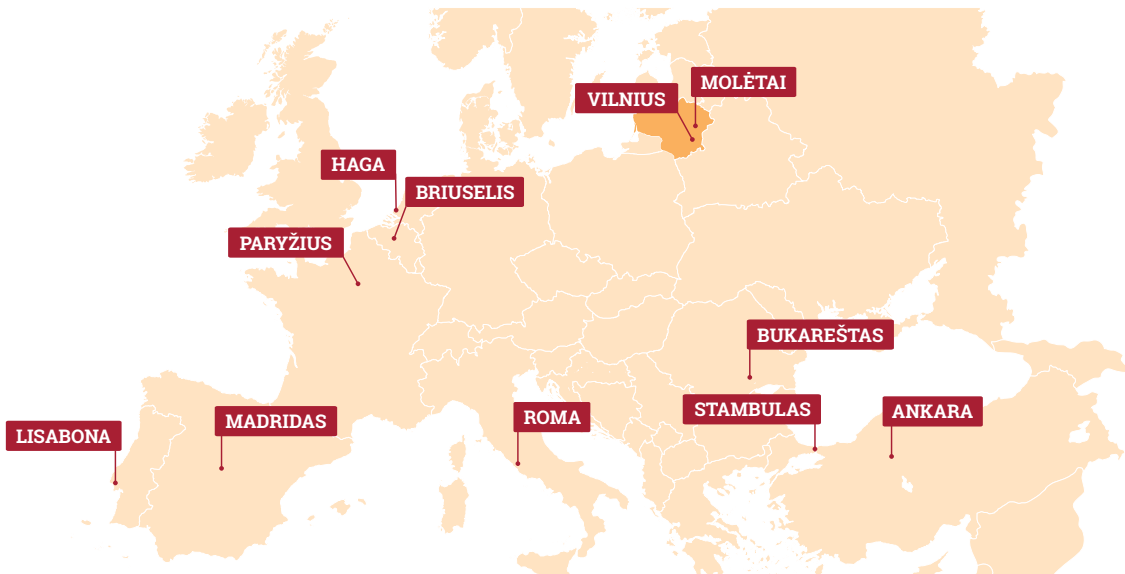 MOLĖTAI
VILNIUS
HAGA
BRIUSELIS
PARYŽIUS
BUKAREŠTAS
STAMBULAS
ANKARA
ROMA
MADRIDAS
LISABONA